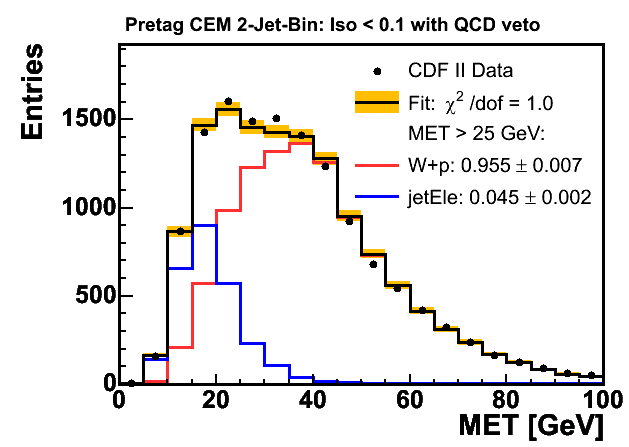 Pretag CEM 2-Jet-Bin: Iso < 0.1 with QCD veto
Entries
1500
1000
500
0
CDF II Data
Fit: χ² /dof = 1.0
MET > 25 GeV:
W+p: 0.955 ± 0.007
jetEle: 0.045 ± 0.002
0 20 40 60 80 100
MET [GeV]